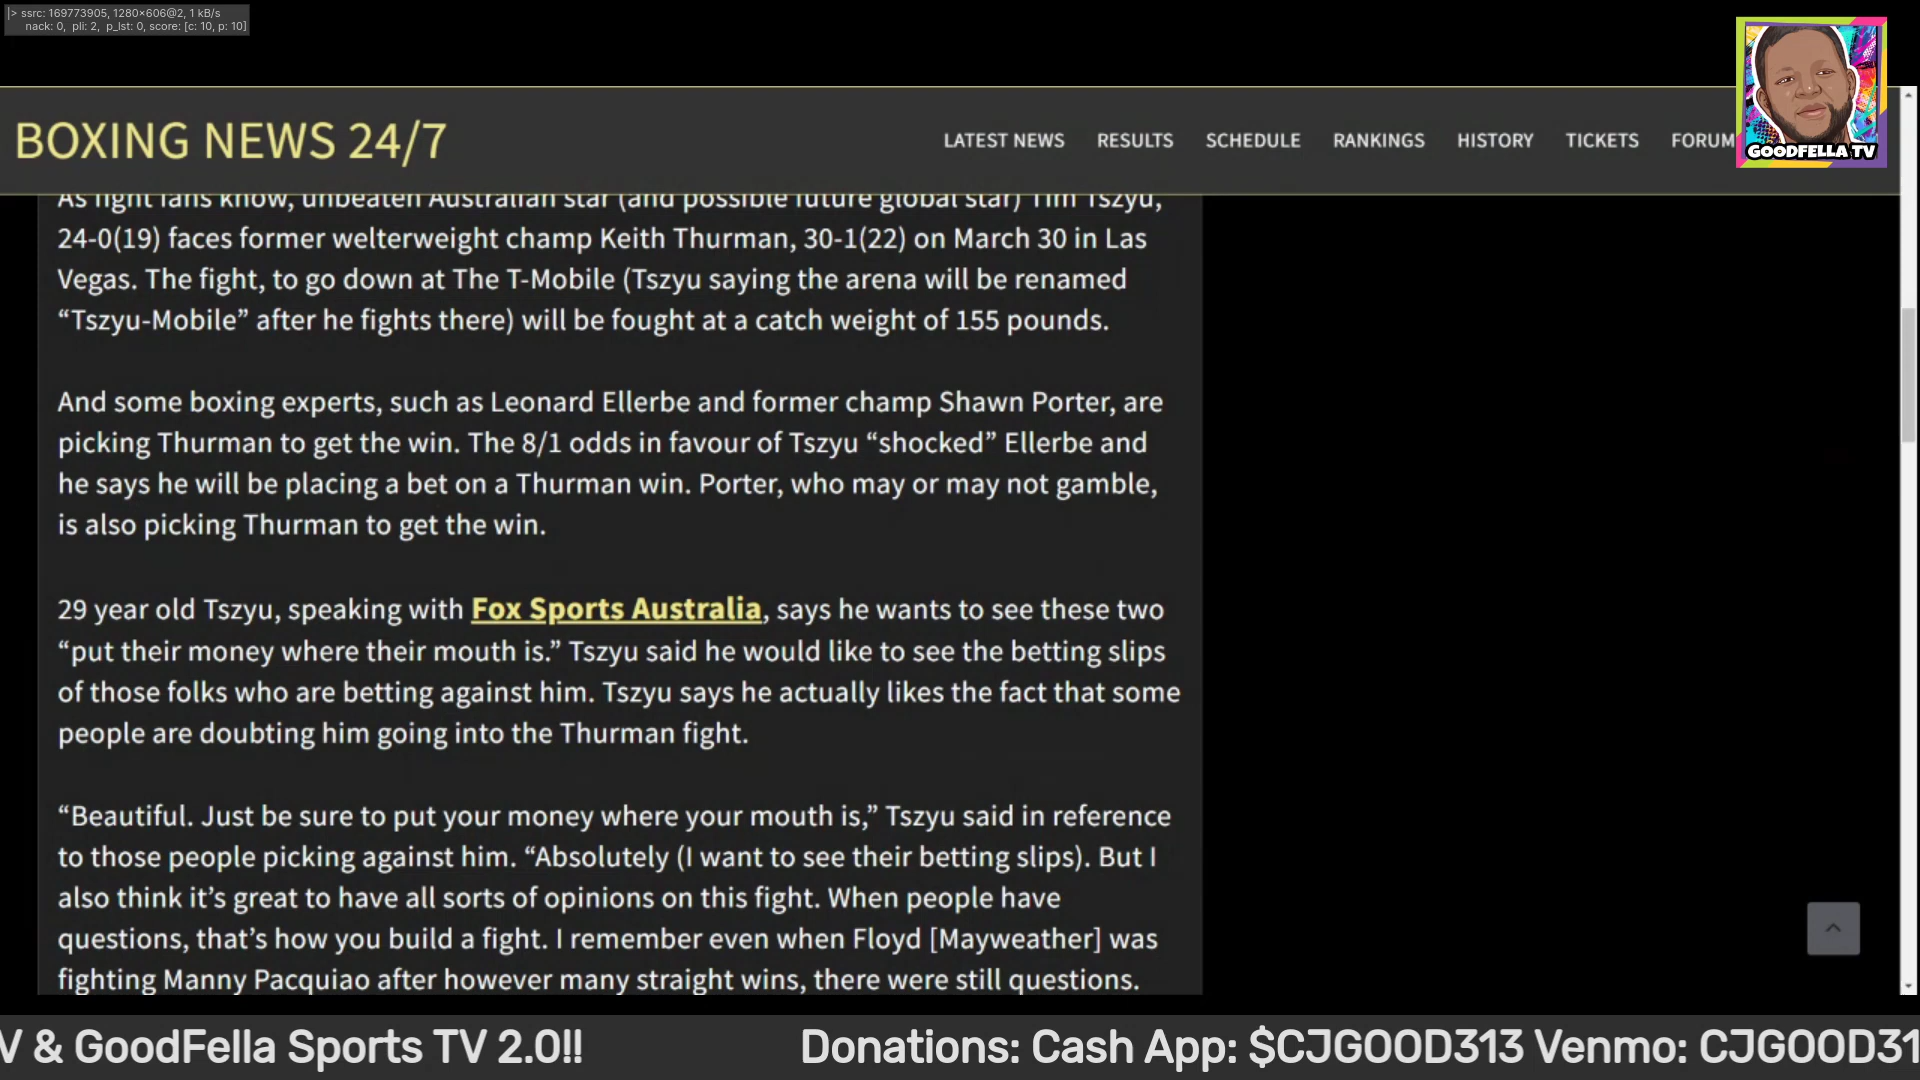 |> ssrc: 169773905, 1280×606@2, 1 kB/s
nack: 0, pli: 2, p_lst: 0, score: [c: 10, p: 10]
BOXING NEWS 24/7
LATEST NEWS RESULTS SCHEDULE RANKINGS HISTORY TICKETS FORUM
GOODFELLA TV
As fight fans know, unbeaten Australian star (and possible future global star) Tim Tszyu,
24-0(19) faces former welterweight champ Keith Thurman, 30-1(22) on March 30 in Las
Vegas. The fight, to go down at The T-Mobile (Tszyu saying the arena will be renamed
“Tszyu-Mobile” after he fights there) will be fought at a catch weight of 155 pounds.
And some boxing experts, such as Leonard Ellerbe and former champ Shawn Porter, are
picking Thurman to get the win. The 8/1 odds in favour of Tszyu “shocked” Ellerbe and
he says he will be placing a bet on a Thurman win. Porter, who may or may not gamble,
is also picking Thurman to get the win.
29 year old Tszyu, speaking with Fox Sports Australia, says he wants to see these two
“put their money where their mouth is.” Tszyu said he would like to see the betting slips
of those folks who are betting against him. Tszyu says he actually likes the fact that some
people are doubting him going into the Thurman fight.
“Beautiful. Just be sure to put your money where your mouth is,” Tszyu said in reference
to those people picking against him. “Absolutely (I want to see their betting slips). But I
also think it’s great to have all sorts of opinions on this fight. When people have
questions, that’s how you build a fight. I remember even when Floyd [Mayweather] was
fighting Manny Pacquiao after however many straight wins, there were still questions.
V & GoodFella Sports TV 2.0!! Donations: Cash App: $CJGOOD313 Venmo: CJGOOD31